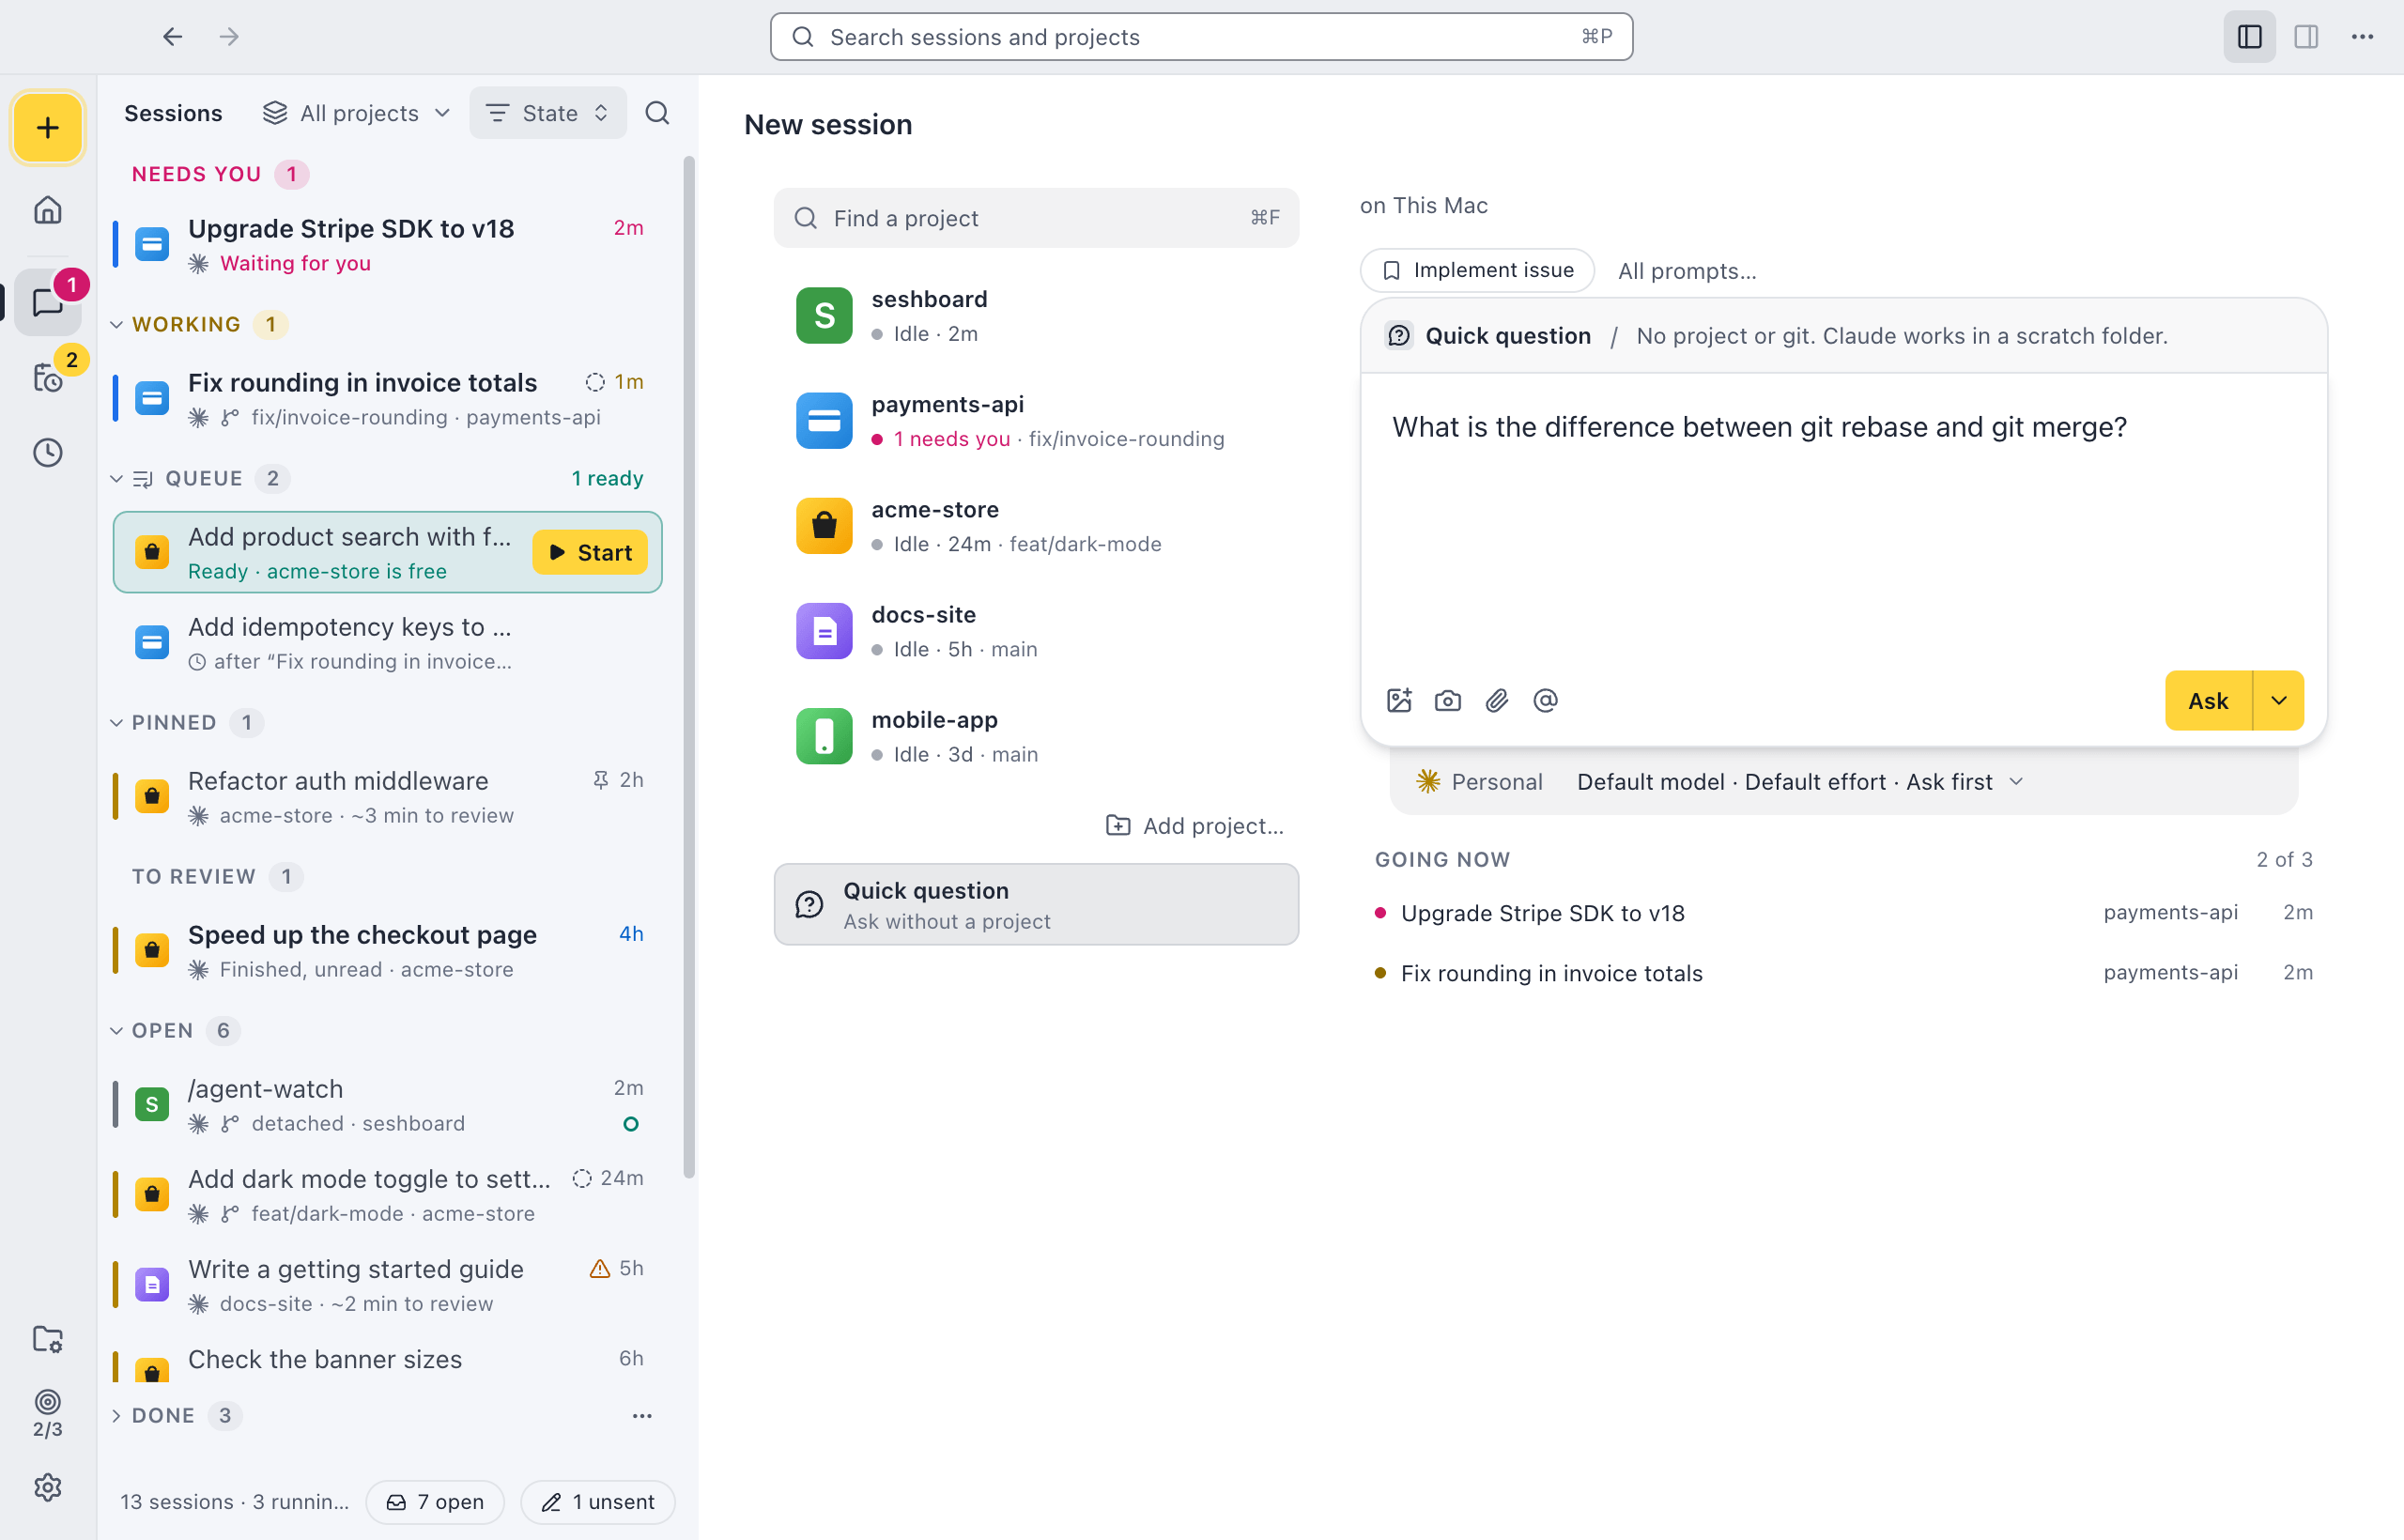 Search sessions and projects ⌘P
Sessions All projects State
NEEDS YOU 1
Upgrade Stripe SDK to v18 2m
Waiting for you
WORKING 1
Fix rounding in invoice totals 1m
fix/invoice-rounding · payments-api
QUEUE 2 1 ready
Add product search with f...
Ready · acme-store is free
Start
Add idempotency keys to ...
after “Fix rounding in invoice...
PINNED 1
Refactor auth middleware 2h
acme-store · ~3 min to review
TO REVIEW 1
Speed up the checkout page 4h
Finished, unread · acme-store
OPEN 6
S
/agent-watch 2m
detached · seshboard
Add dark mode toggle to sett... 24m
feat/dark-mode · acme-store
Write a getting started guide 5h
docs-site · ~2 min to review
Check the banner sizes 6h
DONE 3
13 sessions · 3 runnin... 7 open 1 unsent
1
2
2/3
New session
Find a project ⌘F
S
seshboard
Idle · 2m
payments-api
1 needs you · fix/invoice-rounding
acme-store
Idle · 24m · feat/dark-mode
docs-site
Idle · 5h · main
mobile-app
Idle · 3d · main
Add project...
Quick question
Ask without a project
on This Mac
Implement issue All prompts...
Quick question / No project or git. Claude works in a scratch folder.
What is the difference between git rebase and git merge?
Ask
Personal Default model · Default effort · Ask first
GOING NOW 2 of 3
Upgrade Stripe SDK to v18 payments-api 2m
Fix rounding in invoice totals payments-api 2m